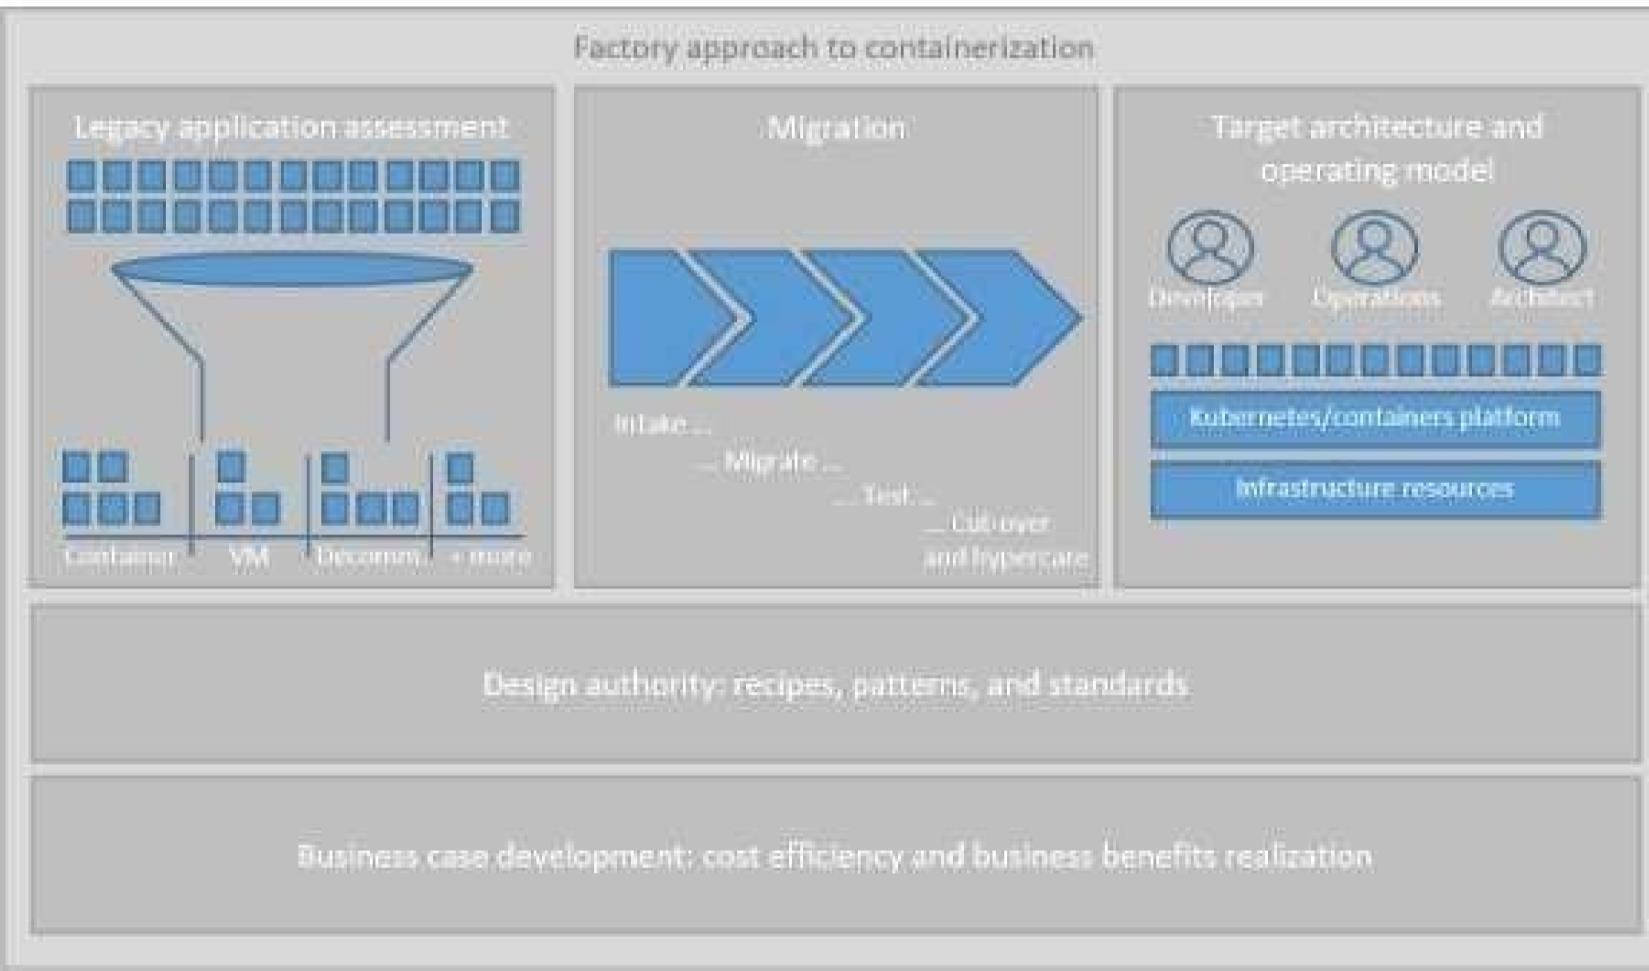 Factory approach to containerization
Legacy application assessment
Container
VM
Decomm.
+ more
Migration
Intake ...
... Migrate ...
... Test ...
... Cut-over
and hypercare
Target architecture and
operating model
Developer
Operations
Architect
Kubernetes/containers platform
Infrastructure resources
Design authority: recipes, patterns, and standards
Business case development: cost efficiency and business benefits realization